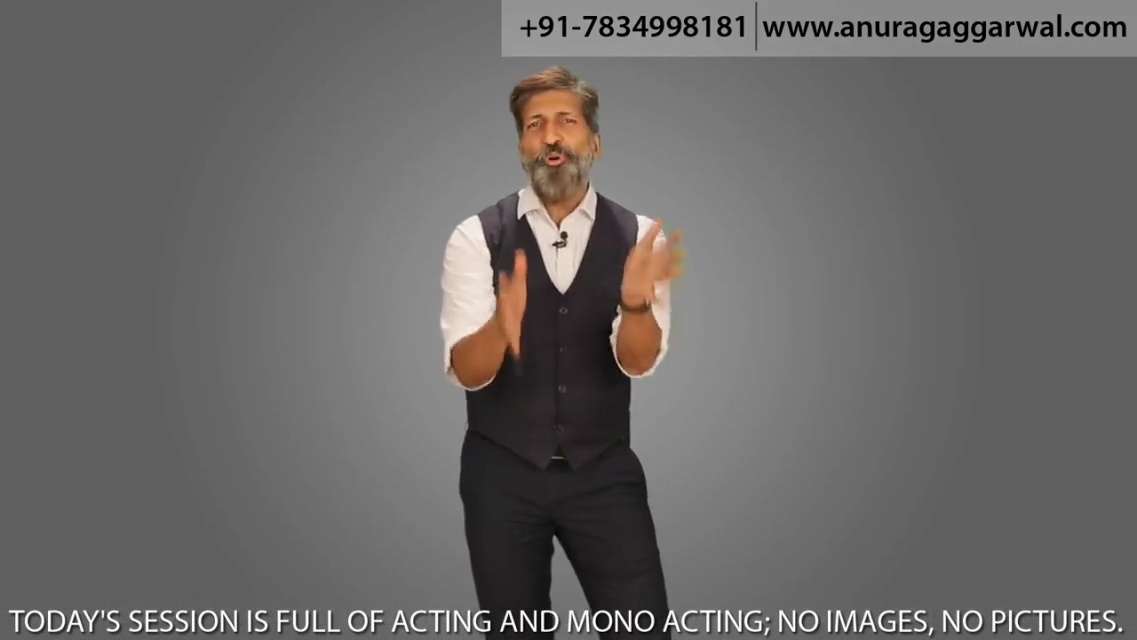 +91-7834998181 | www.anuragaggarwal.com
TODAY'S SESSION IS FULL OF ACTING AND MONO ACTING; NO IMAGES, NO PICTURES.